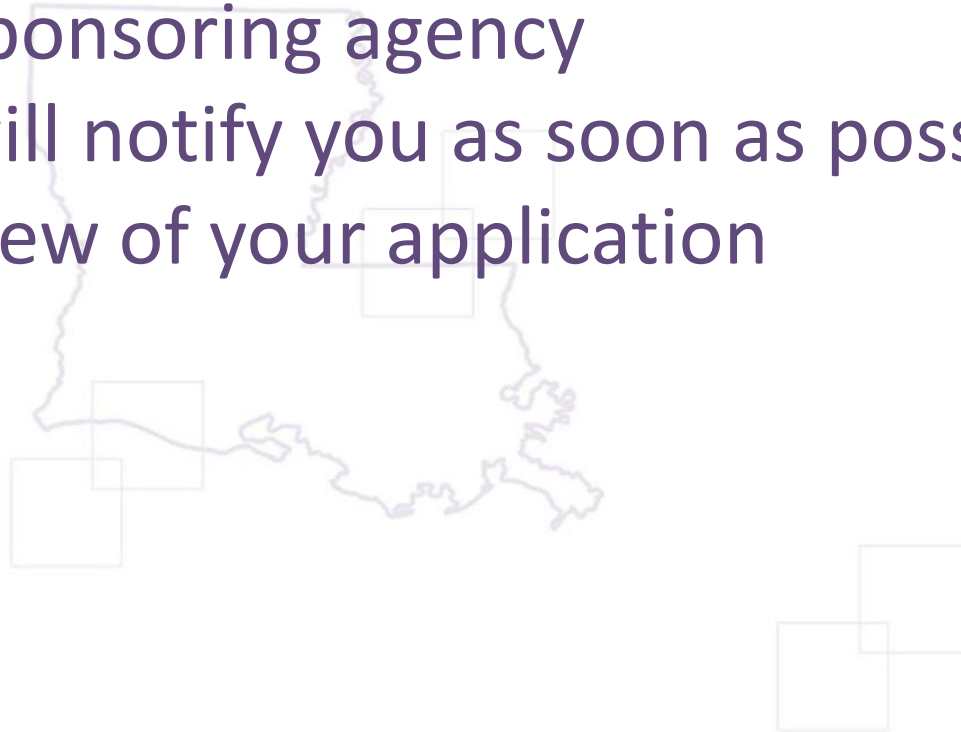 ponsoring agency
ill notify you as soon as poss
ew of your application